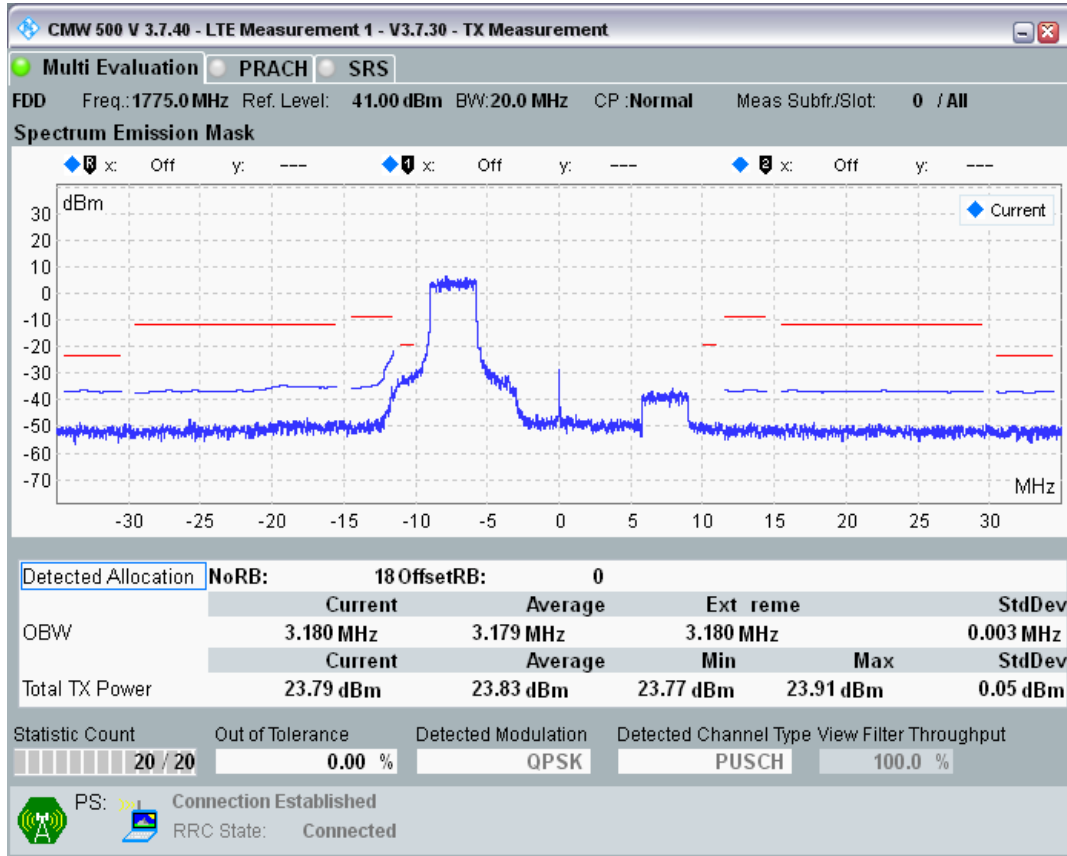 CMW 500 V 3.7.40 - LTE Measurement 1 - V3.7.30 - TX Measurement
Multi Evaluation PRACH SRS
FDD Freq.: 1775.0 MHz Ref. Level: 41.00 dBm BW: 20.0 MHz CP : Normal Meas Subfr./Slot: 0 / All
Spectrum Emission Mask
R x: Off y: --- 1 x: Off y: --- 2 x: Off y: ---
dBm
Current
30
20
10
0
-10
-20
-30
-40
-50
-60
-70
MHz
-30 -25 -20 -15 -10 -5 0 5 10 15 20 25 30
Detected Allocation NoRB: 18 OffsetRB: 0
Current Average Ext reme StdDev
OBW 3.180 MHz 3.179 MHz 3.180 MHz 0.003 MHz
Current Average Min Max StdDev
Total TX Power 23.79 dBm 23.83 dBm 23.77 dBm 23.91 dBm 0.05 dBm
Statistic Count Out of Tolerance Detected Modulation Detected Channel Type View Filter Throughput
20 / 20 0.00 % QPSK PUSCH 100.0 %
PS: Connection Established
RRC State: Connected